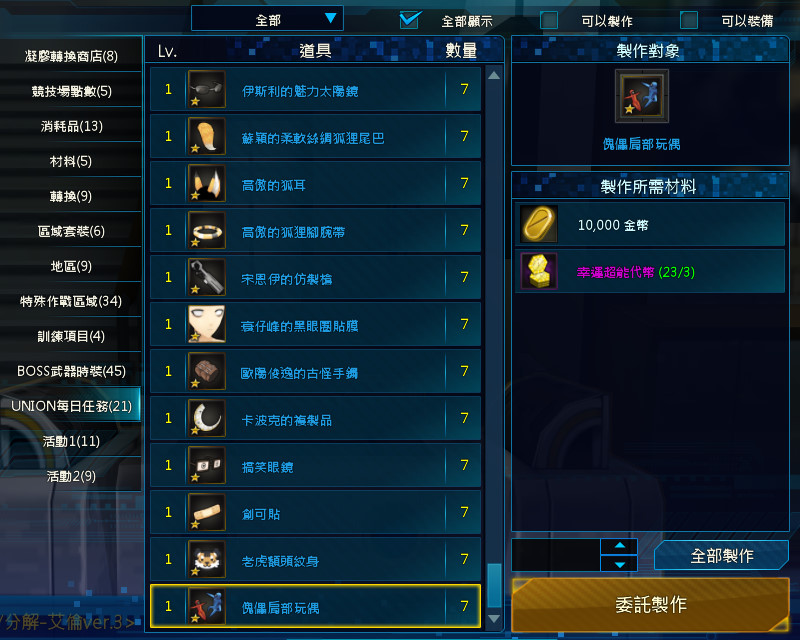 全部
全部顯示
可以製作
可以裝備
凝膠轉換商店(8)
競技場點數(5)
消耗品(13)
材料(5)
轉換(9)
區域套裝(6)
地區(9)
特殊作戰區域(34)
訓練項目(4)
BOSS武器時裝(45)
UNION每日任務(21)
活動1(11)
活動2(9)
Lv. 道具 數量
1 伊斯利的魅力太陽鏡 7
1 蘇穎的柔軟絲綢狐狸尾巴 7
1 高傲的狐耳 7
1 高傲的狐狸腳腕帶 7
1 宋恩伊的仿製槍 7
1 袁仔峰的黑眼圈貼膜 7
1 歐陽俊逸的古怪手鐲 7
1 卡波克的複製品 7
1 搞笑眼鏡 7
1 創可貼 7
1 老虎額頭紋身 7
1 傀儡肩部玩偶 7
製作對象
傀儡肩部玩偶
製作所需材料
10,000 金幣
幸運超能代幣 (23/3)
全部製作
委託製作
/分解-艾倫ver.3>